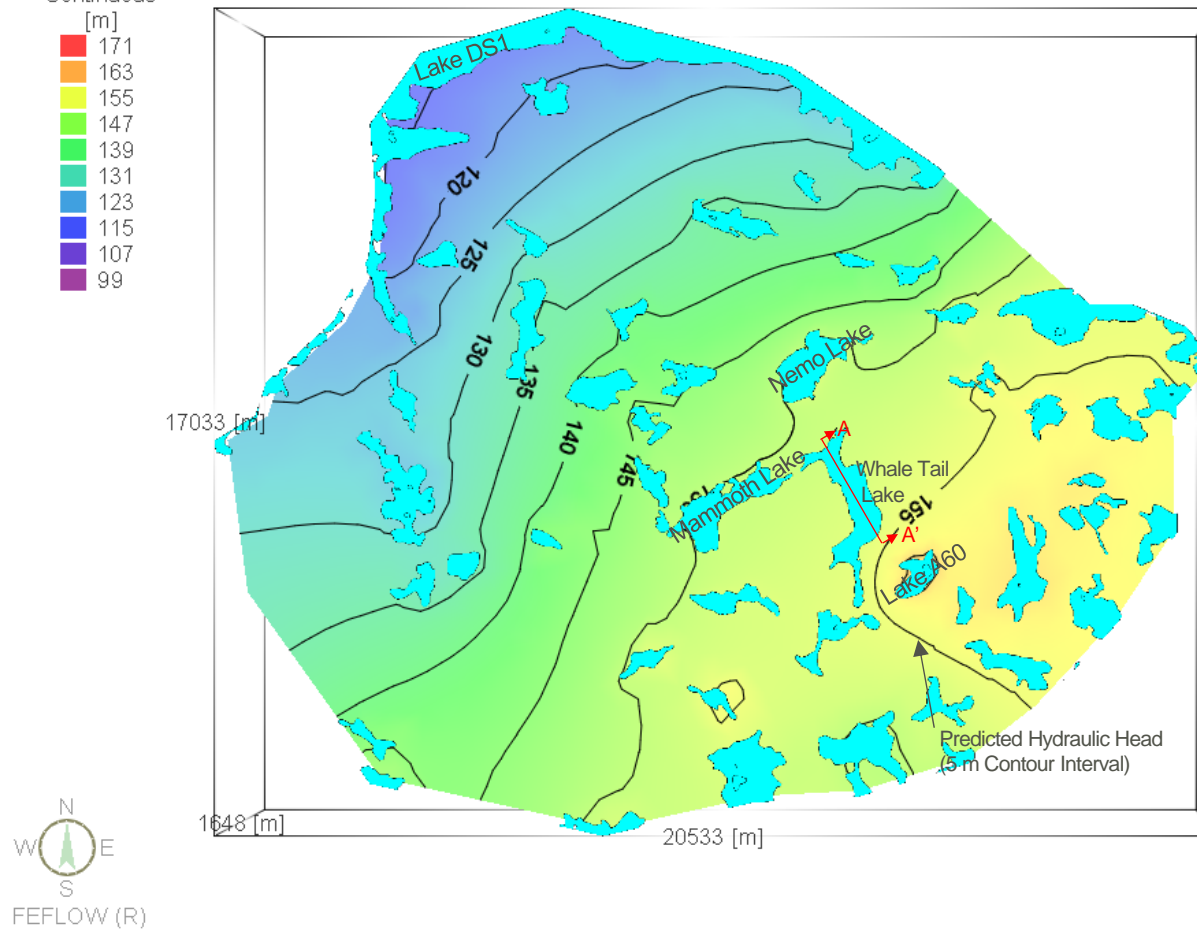 Continuous
[m]
171
163
155
147
139
131
123
115
107
99
Lake DS1
120
125
130
135
140
145
155
Nemo Lake
Mammoth Lake
A
Whale Tail
Lake
A'
Lake A60
Predicted Hydraulic Head
(5 m Contour Interval)
17033 [m]
1648 [m]
20533 [m]
N
W
E
S
FEFLOW (R)